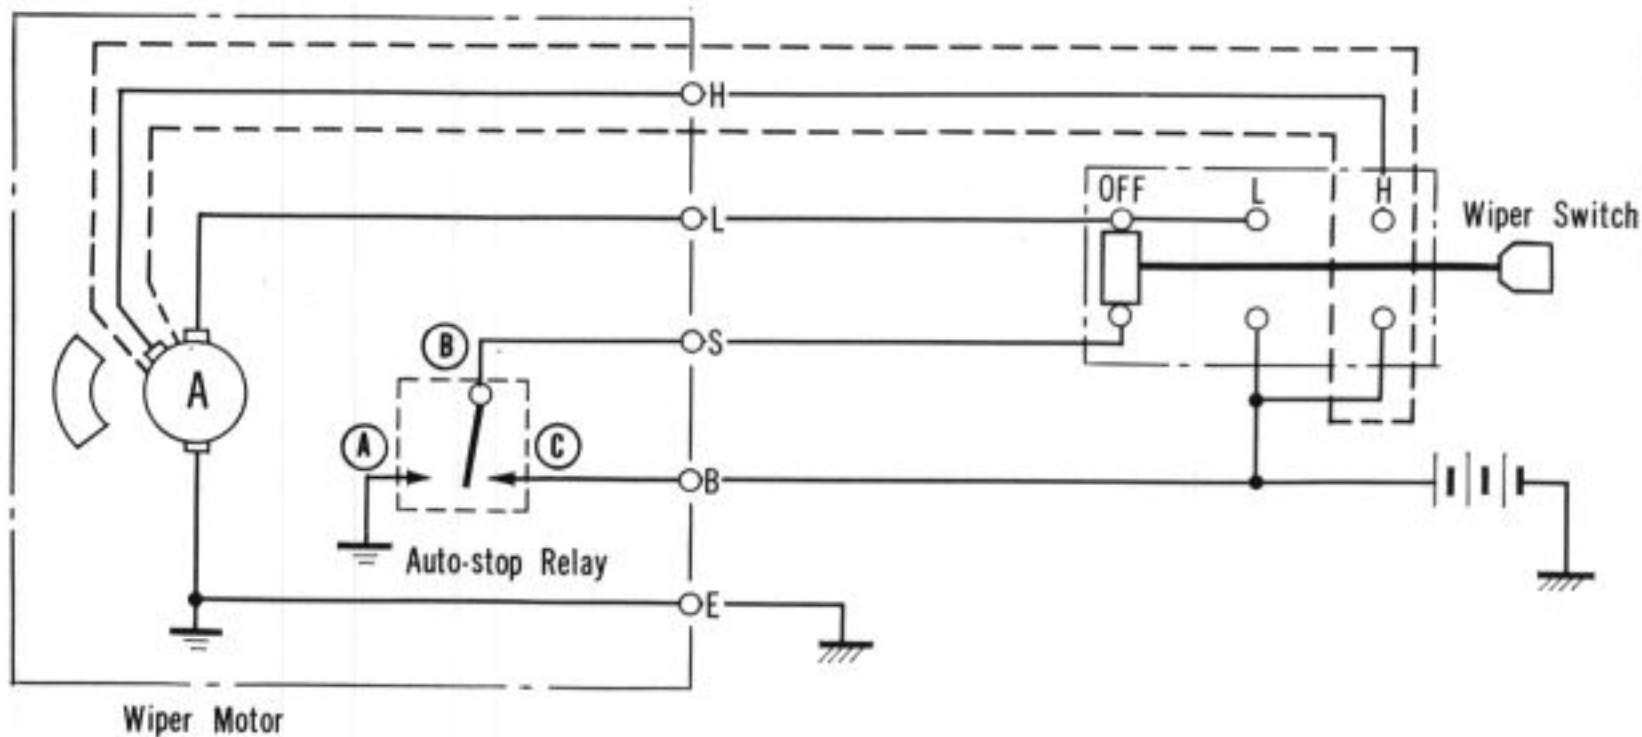 H
OFF
L
H
L
Wiper Switch
B
S
A
A
C
B
Auto-stop Relay
E
Wiper Motor